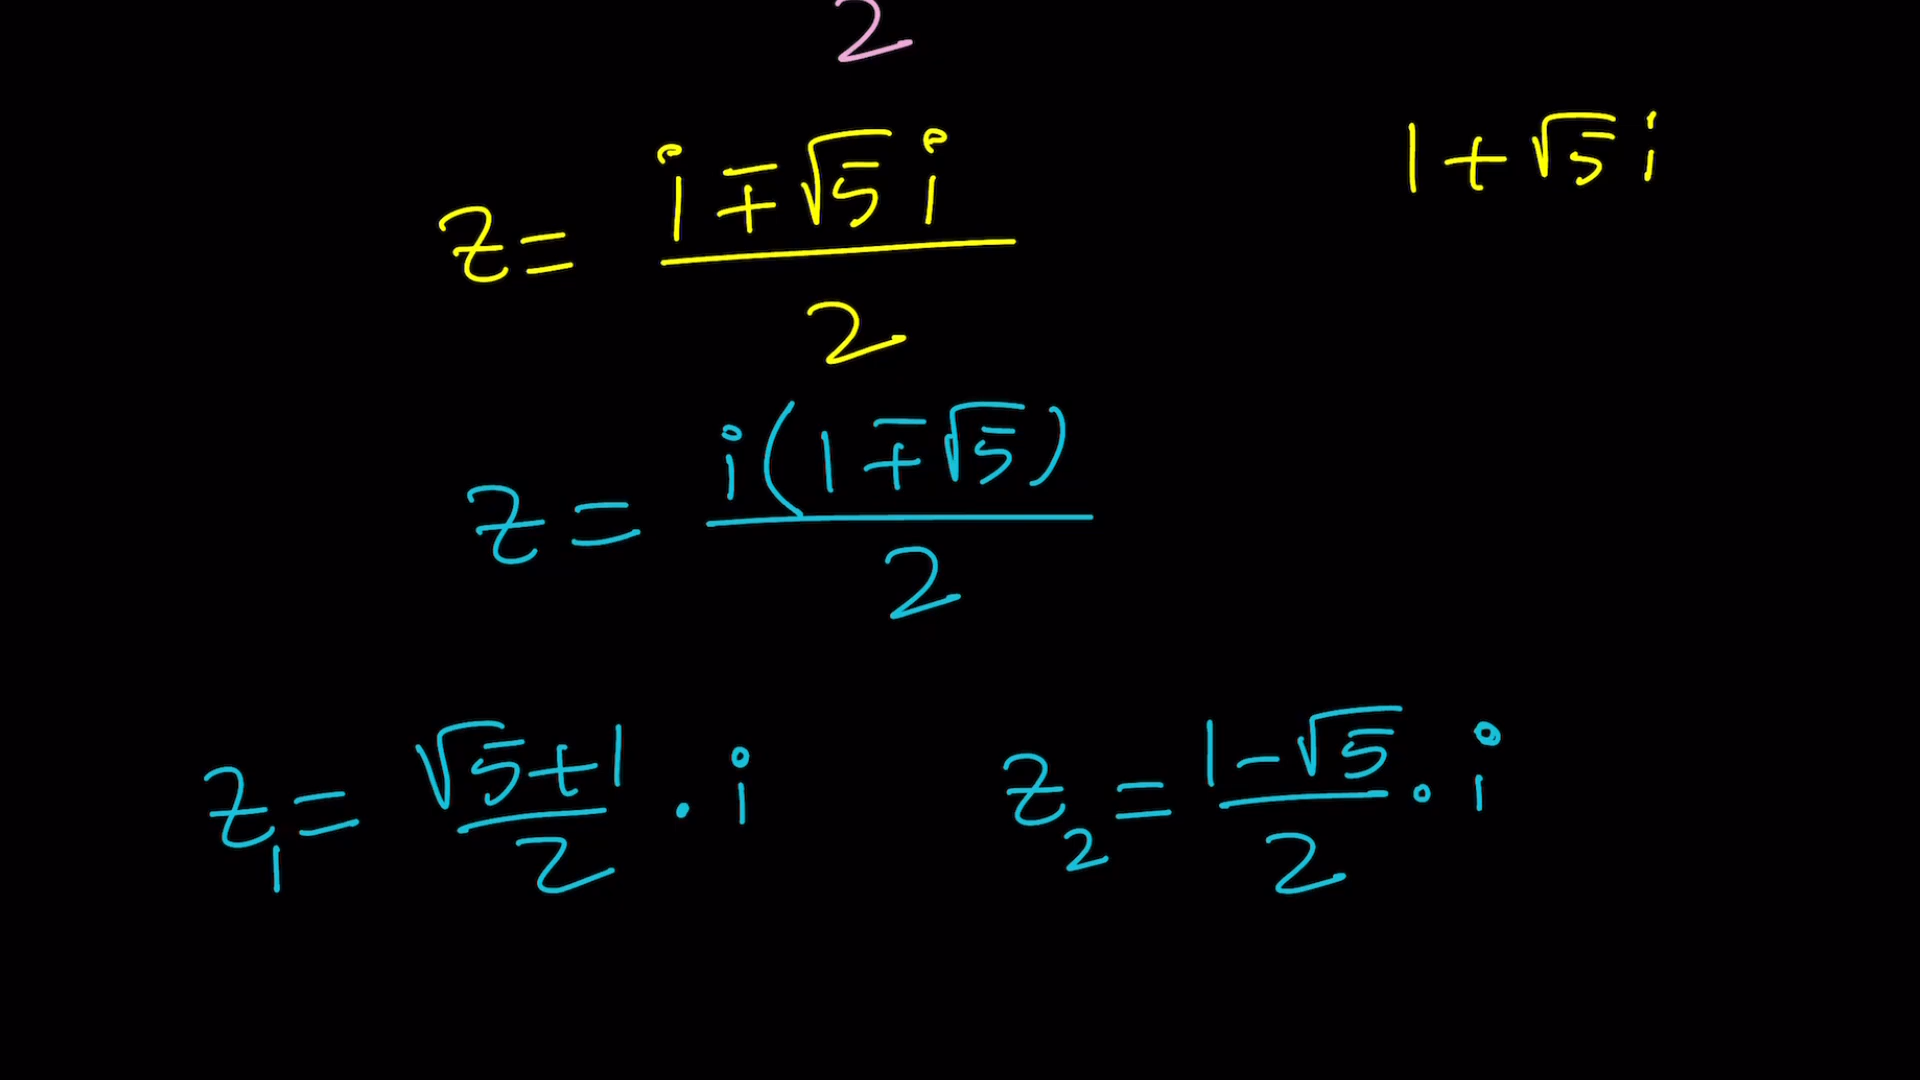 2
z = (i ∓ √5 i)/2
1 + √5 i
z = i(1 ∓ √5)/2
z₁ = (√5 + 1)/2 · i
z₂ = (1 − √5)/2 · i